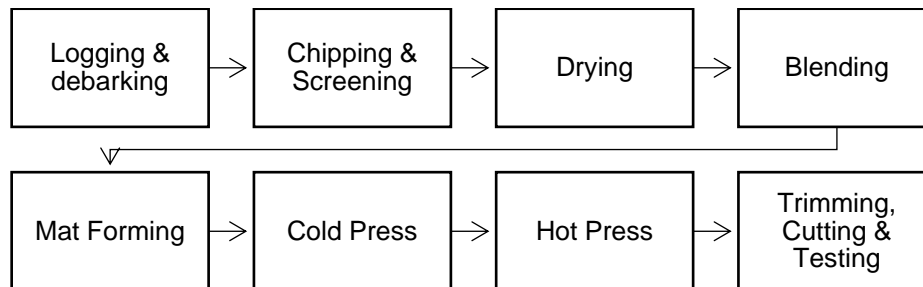 Logging &
debarking
Chipping &
Screening
Drying
Blending
Mat Forming
Cold Press
Hot Press
Trimming,
Cutting &
Testing